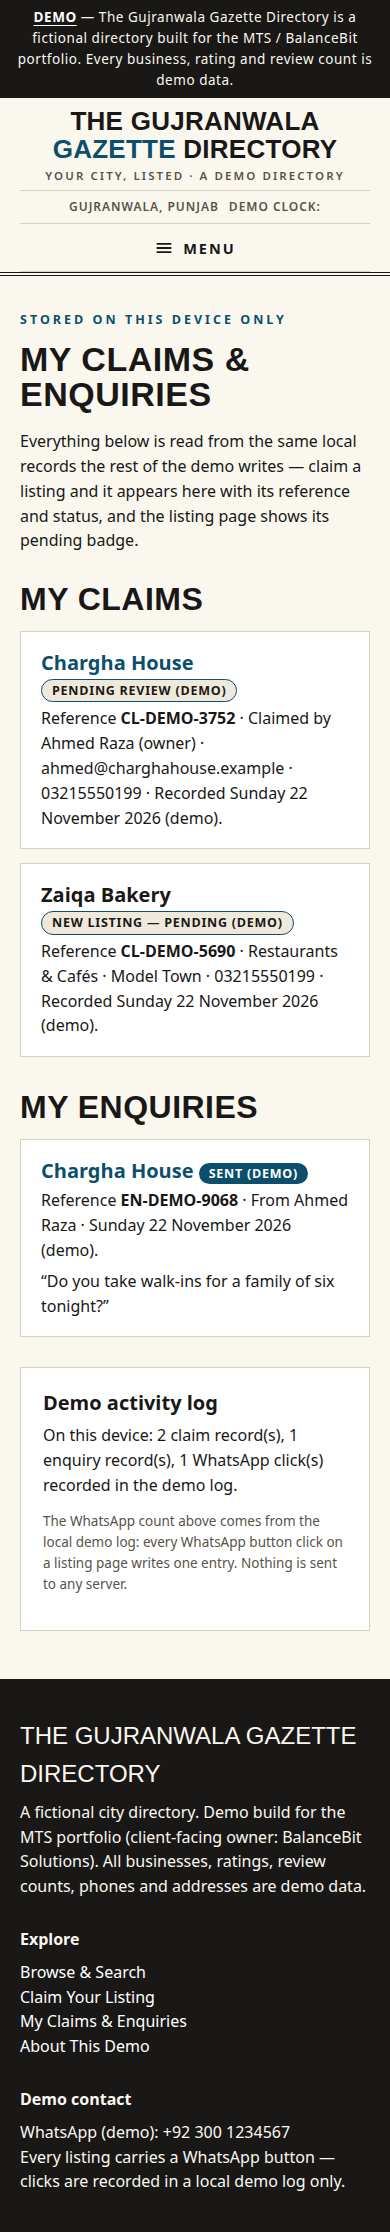 DEMO — The Gujranwala Gazette Directory is a
fictional directory built for the MTS / BalanceBit
portfolio. Every business, rating and review count is
demo data.
THE GUJRANWALA
GAZETTE DIRECTORY
YOUR CITY, LISTED · A DEMO DIRECTORY
GUJRANWALA, PUNJAB DEMO CLOCK:
MENU
STORED ON THIS DEVICE ONLY
MY CLAIMS &
ENQUIRIES
Everything below is read from the same local
records the rest of the demo writes — claim a
listing and it appears here with its reference
and status, and the listing page shows its
pending badge.
MY CLAIMS
Chargha House
PENDING REVIEW (DEMO)
Reference CL-DEMO-3752 · Claimed by
Ahmed Raza (owner) ·
ahmed@charghahouse.example ·
03215550199 · Recorded Sunday 22
November 2026 (demo).
Zaiqa Bakery
NEW LISTING — PENDING (DEMO)
Reference CL-DEMO-5690 · Restaurants
& Cafés · Model Town · 03215550199 ·
Recorded Sunday 22 November 2026
(demo).
MY ENQUIRIES
Chargha House SENT (DEMO)
Reference EN-DEMO-9068 · From Ahmed
Raza · Sunday 22 November 2026
(demo).
“Do you take walk-ins for a family of six
tonight?”
Demo activity log
On this device: 2 claim record(s), 1
enquiry record(s), 1 WhatsApp click(s)
recorded in the demo log.
The WhatsApp count above comes from the
local demo log: every WhatsApp button click on
a listing page writes one entry. Nothing is sent
to any server.
THE GUJRANWALA GAZETTE
DIRECTORY
A fictional city directory. Demo build for the
MTS portfolio (client-facing owner: BalanceBit
Solutions). All businesses, ratings, review
counts, phones and addresses are demo data.
Explore
Browse & Search
Claim Your Listing
My Claims & Enquiries
About This Demo
Demo contact
WhatsApp (demo): +92 300 1234567
Every listing carries a WhatsApp button —
clicks are recorded in a local demo log only.